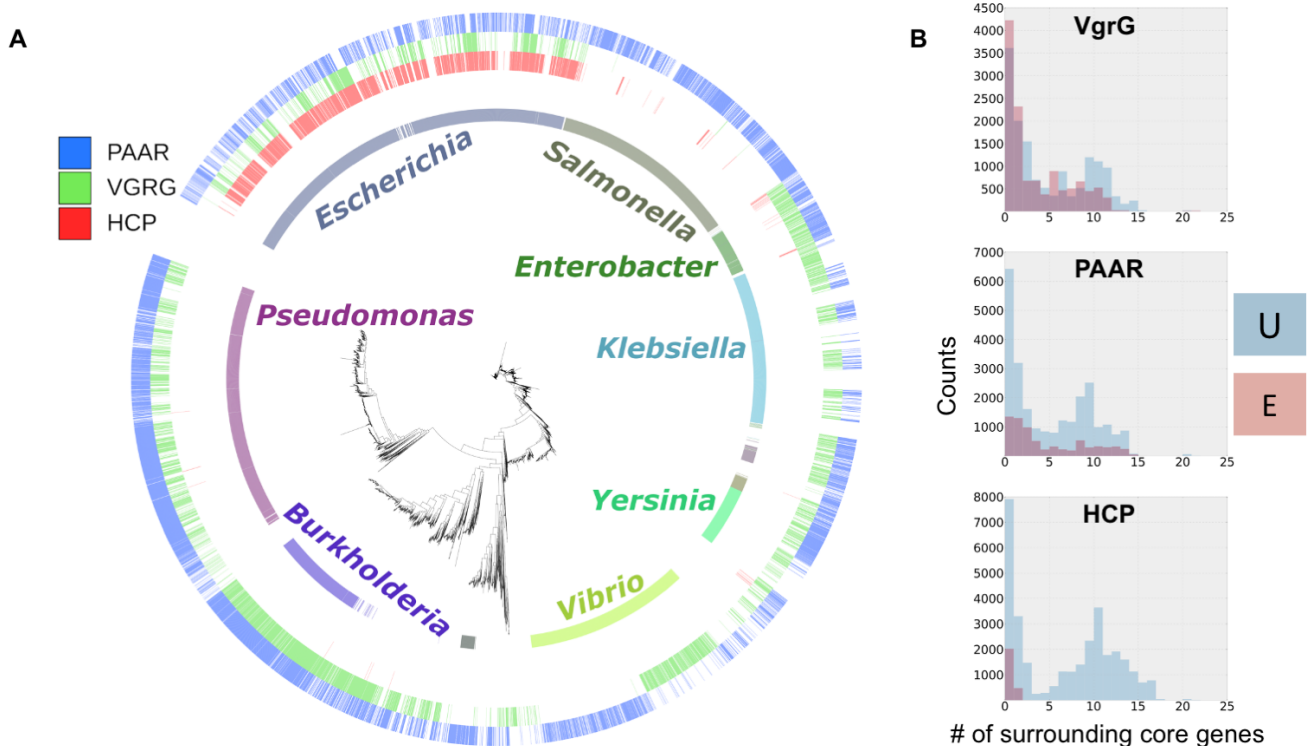 A
PAAR
VGRG
HCP
Escherichia
Salmonella
Enterobacter
Pseudomonas
Klebsiella
Yersinia
Burkholderia
Vibrio
B
VgrG
4500
4000
3500
3000
2500
2000
1500
1000
500
0 5 10 15 20 25
PAAR
7000
6000
5000
4000
3000
2000
1000
0 5 10 15 20 25
HCP
8000
7000
6000
5000
4000
3000
2000
1000
0
0 5 10 15 20 25
Counts
# of surrounding core genes
U
E